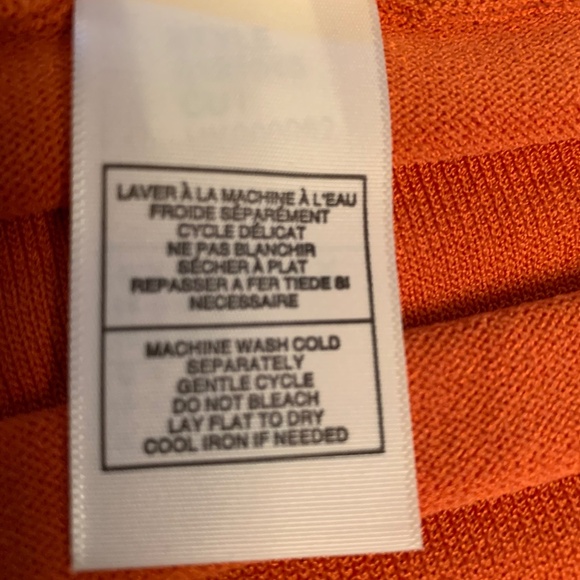 LAVER À LA MACHINE À L'EAU
FROIDE SÉPARÉMENT
CYCLE DÉLICAT
NE PAS BLANCHIR
SÉCHER À PLAT
REPASSER A FER TIEDE SI
NECESSAIRE
MACHINE WASH COLD
SEPARATELY
GENTLE CYCLE
DO NOT BLEACH
LAY FLAT TO DRY
COOL IRON IF NEEDED